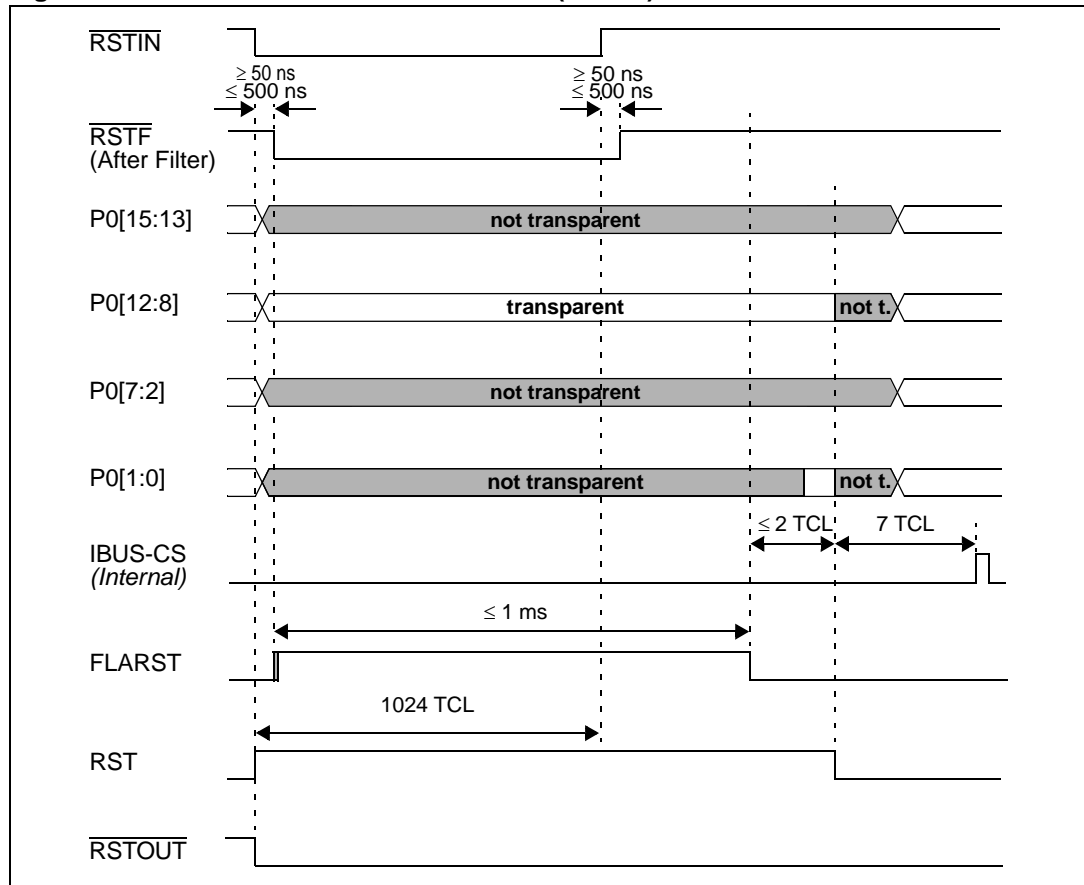 RSTIN
≥ 50 ns ≥ 50 ns
≤ 500 ns ≤ 500 ns
RSTF
(After Filter)
P0[15:13] not transparent
P0[12:8] transparent not t.
P0[7:2] not transparent
P0[1:0] not transparent not t.
≤ 2 TCL 7 TCL
IBUS-CS
(Internal)
≤ 1 ms
FLARST
1024 TCL
RST
RSTOUT